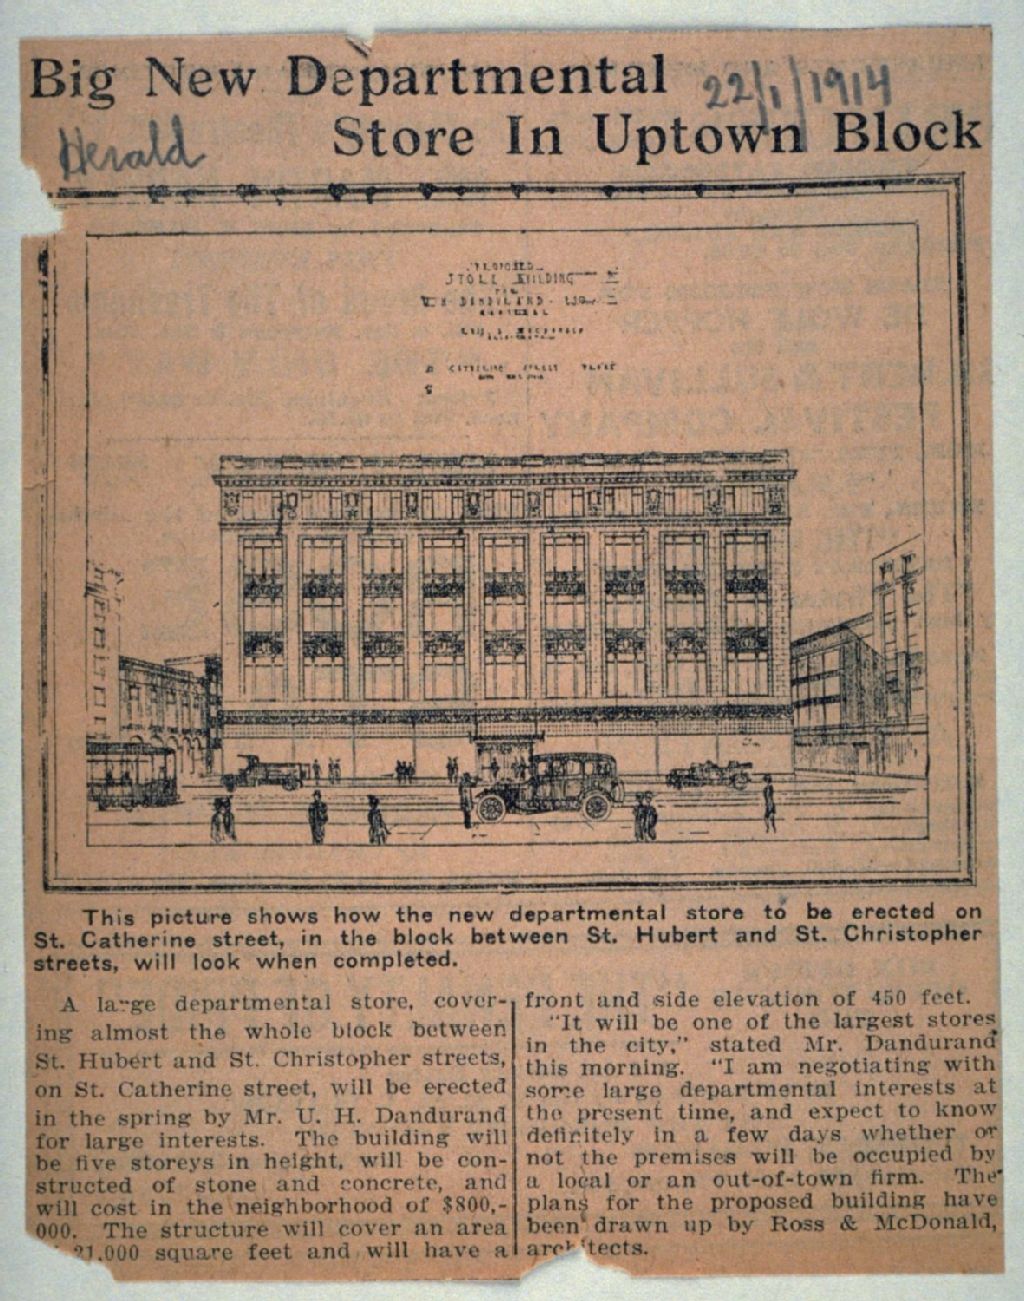 Big New Departmental
22/1/1914
Store In Uptown Block
Herald
PROPOSED
STORE BUILDING
This picture shows how the new departmental store to be erected on
St. Catherine street, in the block between St. Hubert and St. Christopher
streets, will look when completed.
A large departmental store, cover-
ing almost the whole block between
St. Hubert and St. Christopher streets,
on St. Catherine street, will be erected
in the spring by Mr. U. H. Dandurand
for large interests. The building will
be five storeys in height, will be con-
structed of stone and concrete, and
will cost in the neighborhood of $800,-
000. The structure will cover an area
21,000 square feet and will have a
front and side elevation of 450 feet.
"It will be one of the largest stores
in the city," stated Mr. Dandurand
this morning. "I am negotiating with
some large departmental interests at
the present time, and expect to know
definitely in a few days whether or
not the premises will be occupied by
a local or an out-of-town firm. The
plans for the proposed building have
been drawn up by Ross & McDonald,
architects.